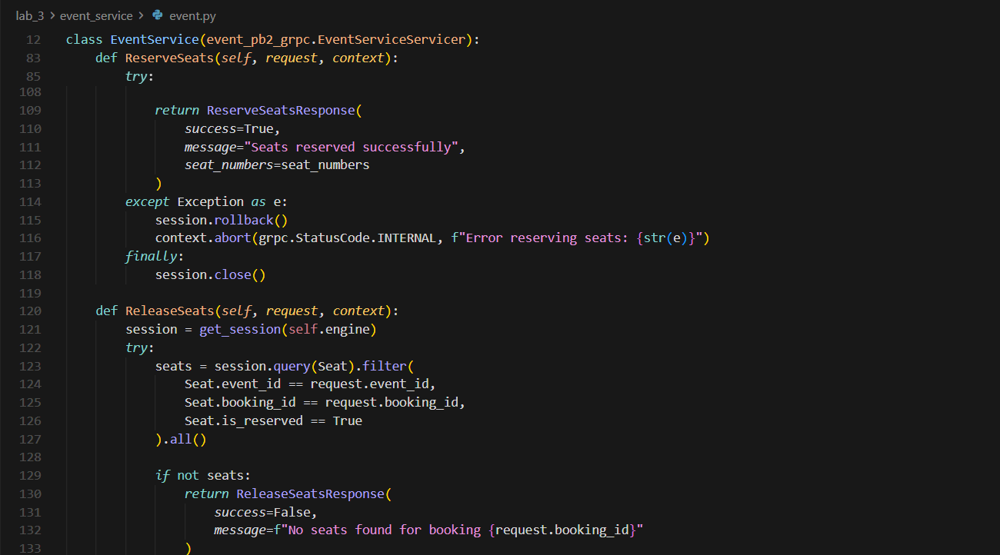 lab_3 > event_service > event.py
12 class EventService(event_pb2_grpc.EventServiceServicer):
83     def ReserveSeats(self, request, context):
85         try:
108
109             return ReserveSeatsResponse(
110                 success=True,
111                 message="Seats reserved successfully",
112                 seat_numbers=seat_numbers
113             )
114         except Exception as e:
115             session.rollback()
116             context.abort(grpc.StatusCode.INTERNAL, f"Error reserving seats: {str(e)}")
117         finally:
118             session.close()
119
120     def ReleaseSeats(self, request, context):
121         session = get_session(self.engine)
122         try:
123             seats = session.query(Seat).filter(
124                 Seat.event_id == request.event_id,
125                 Seat.booking_id == request.booking_id,
126                 Seat.is_reserved == True
127             ).all()
128
129             if not seats:
130                 return ReleaseSeatsResponse(
131                     success=False,
132                     message=f"No seats found for booking {request.booking_id}"
133                 )